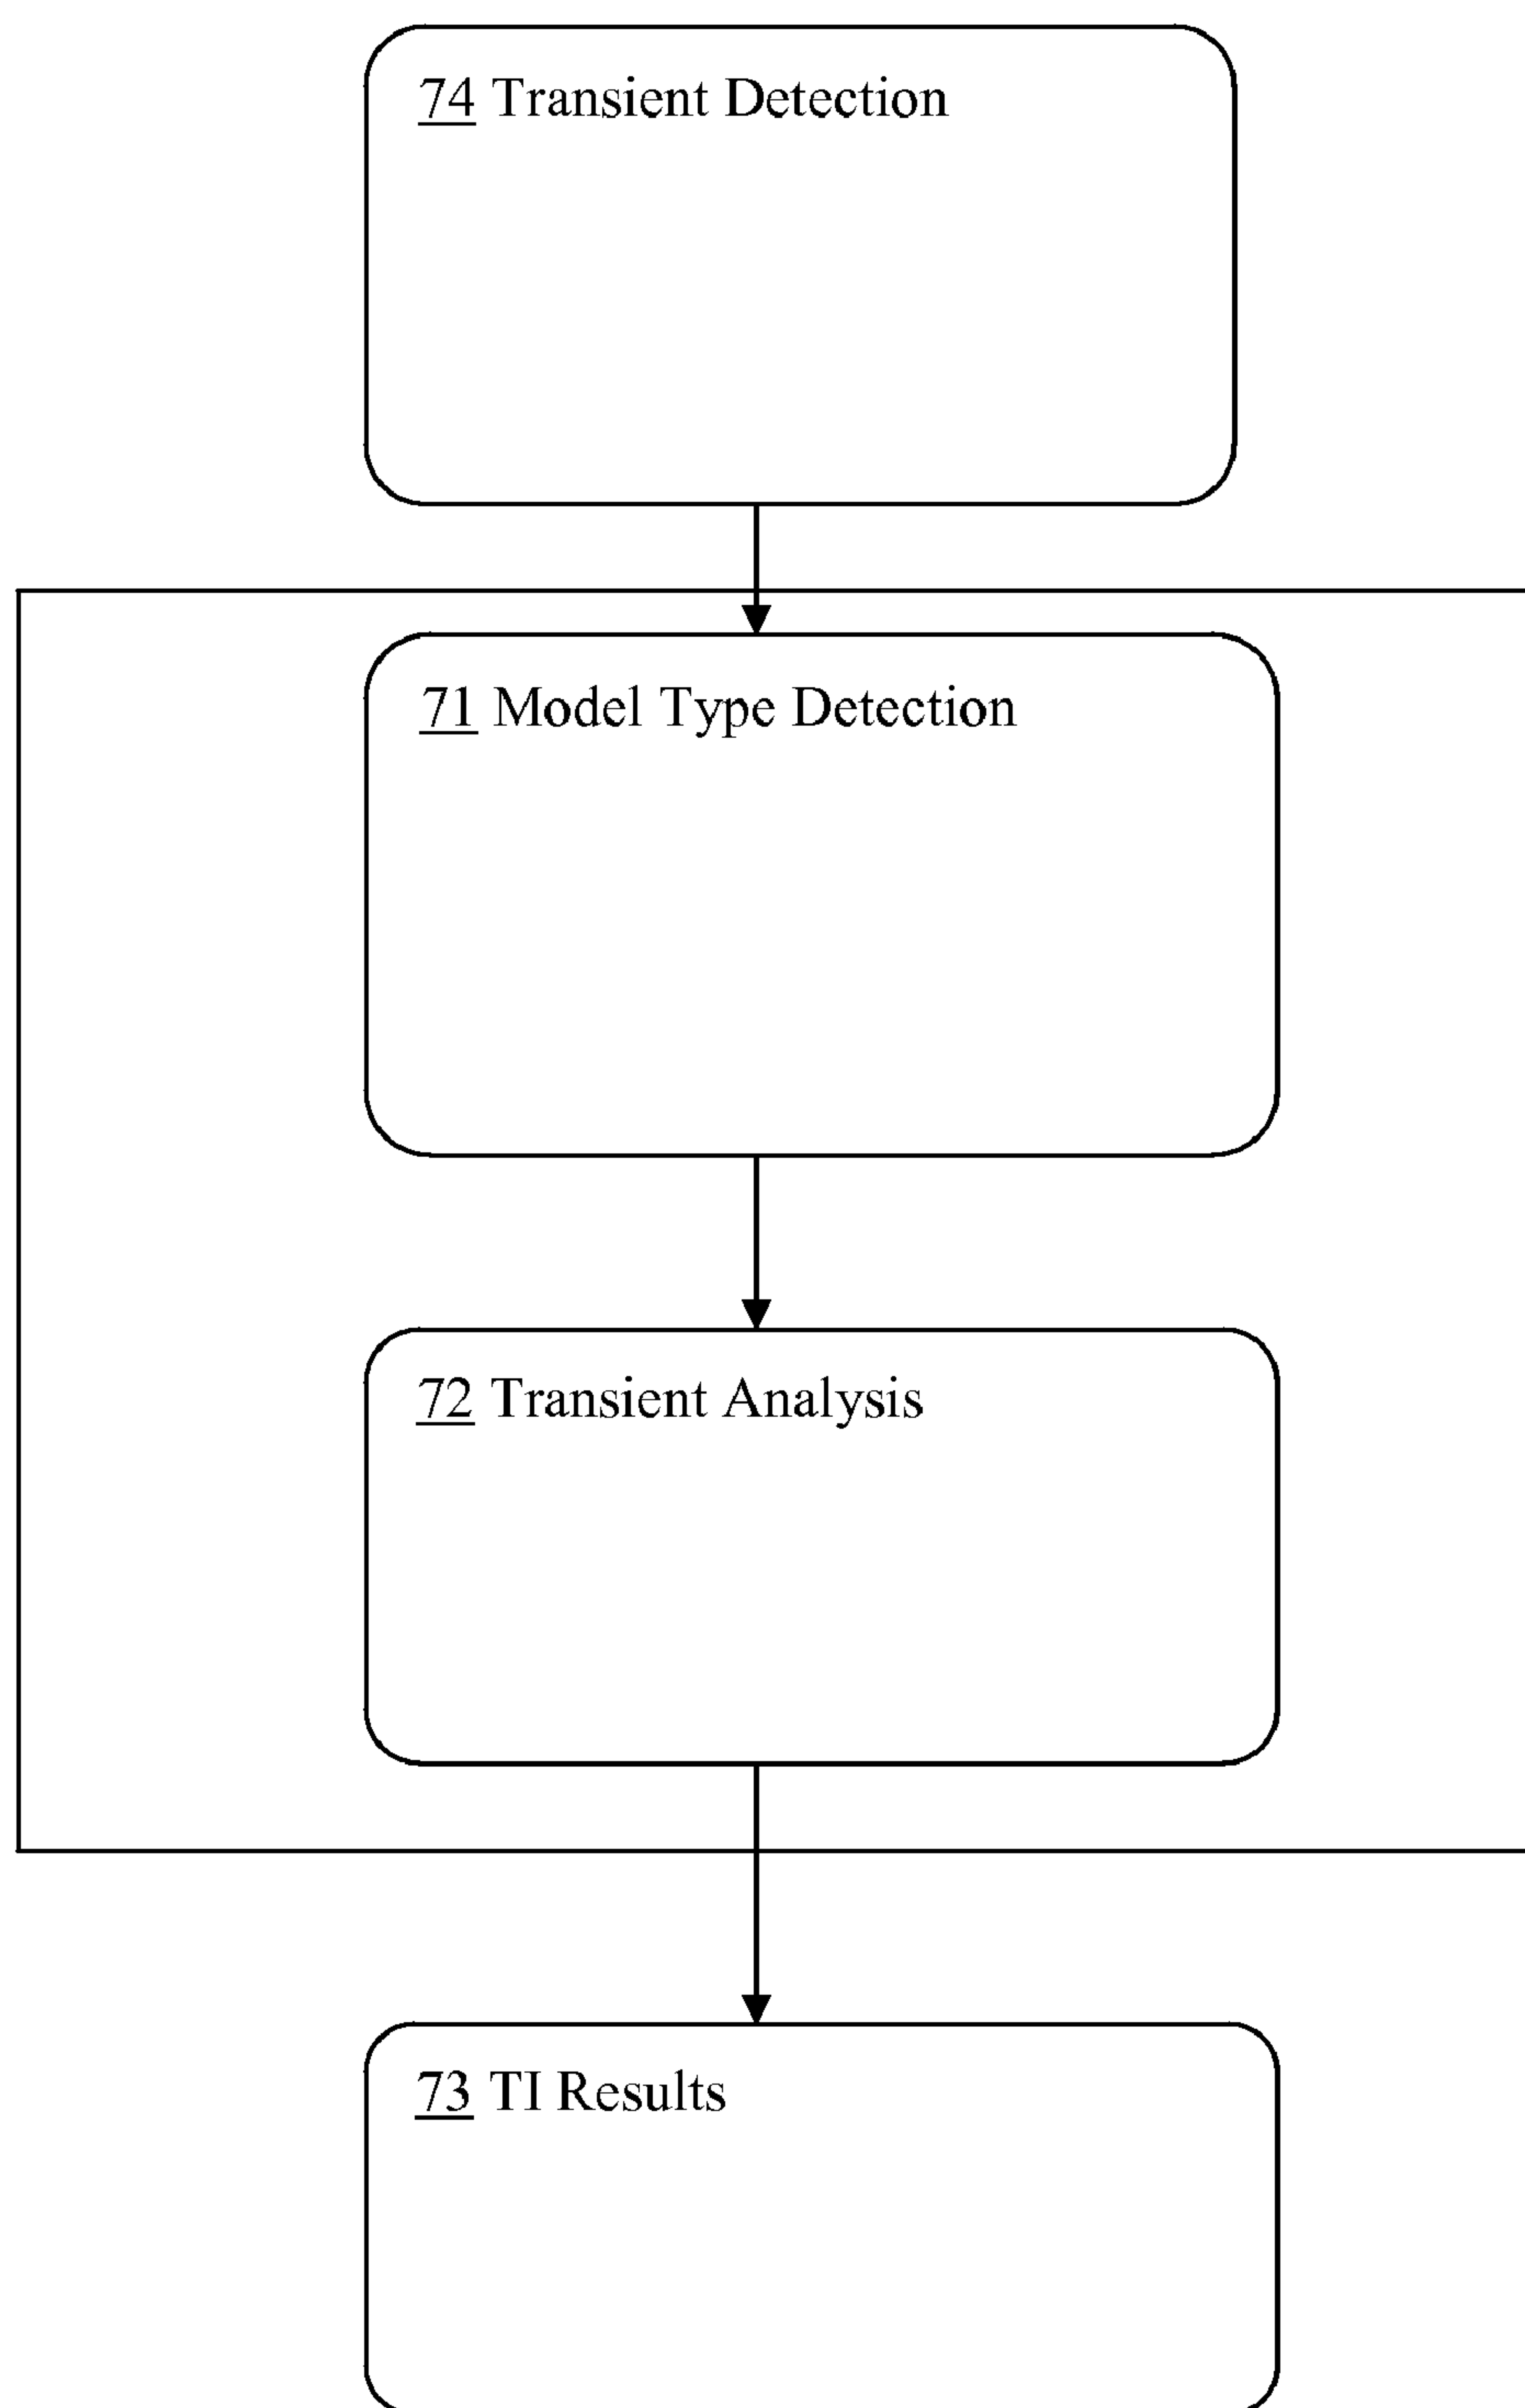 74 Transient Detection
71 Model Type Detection
72 Transient Analysis
73 TI Results